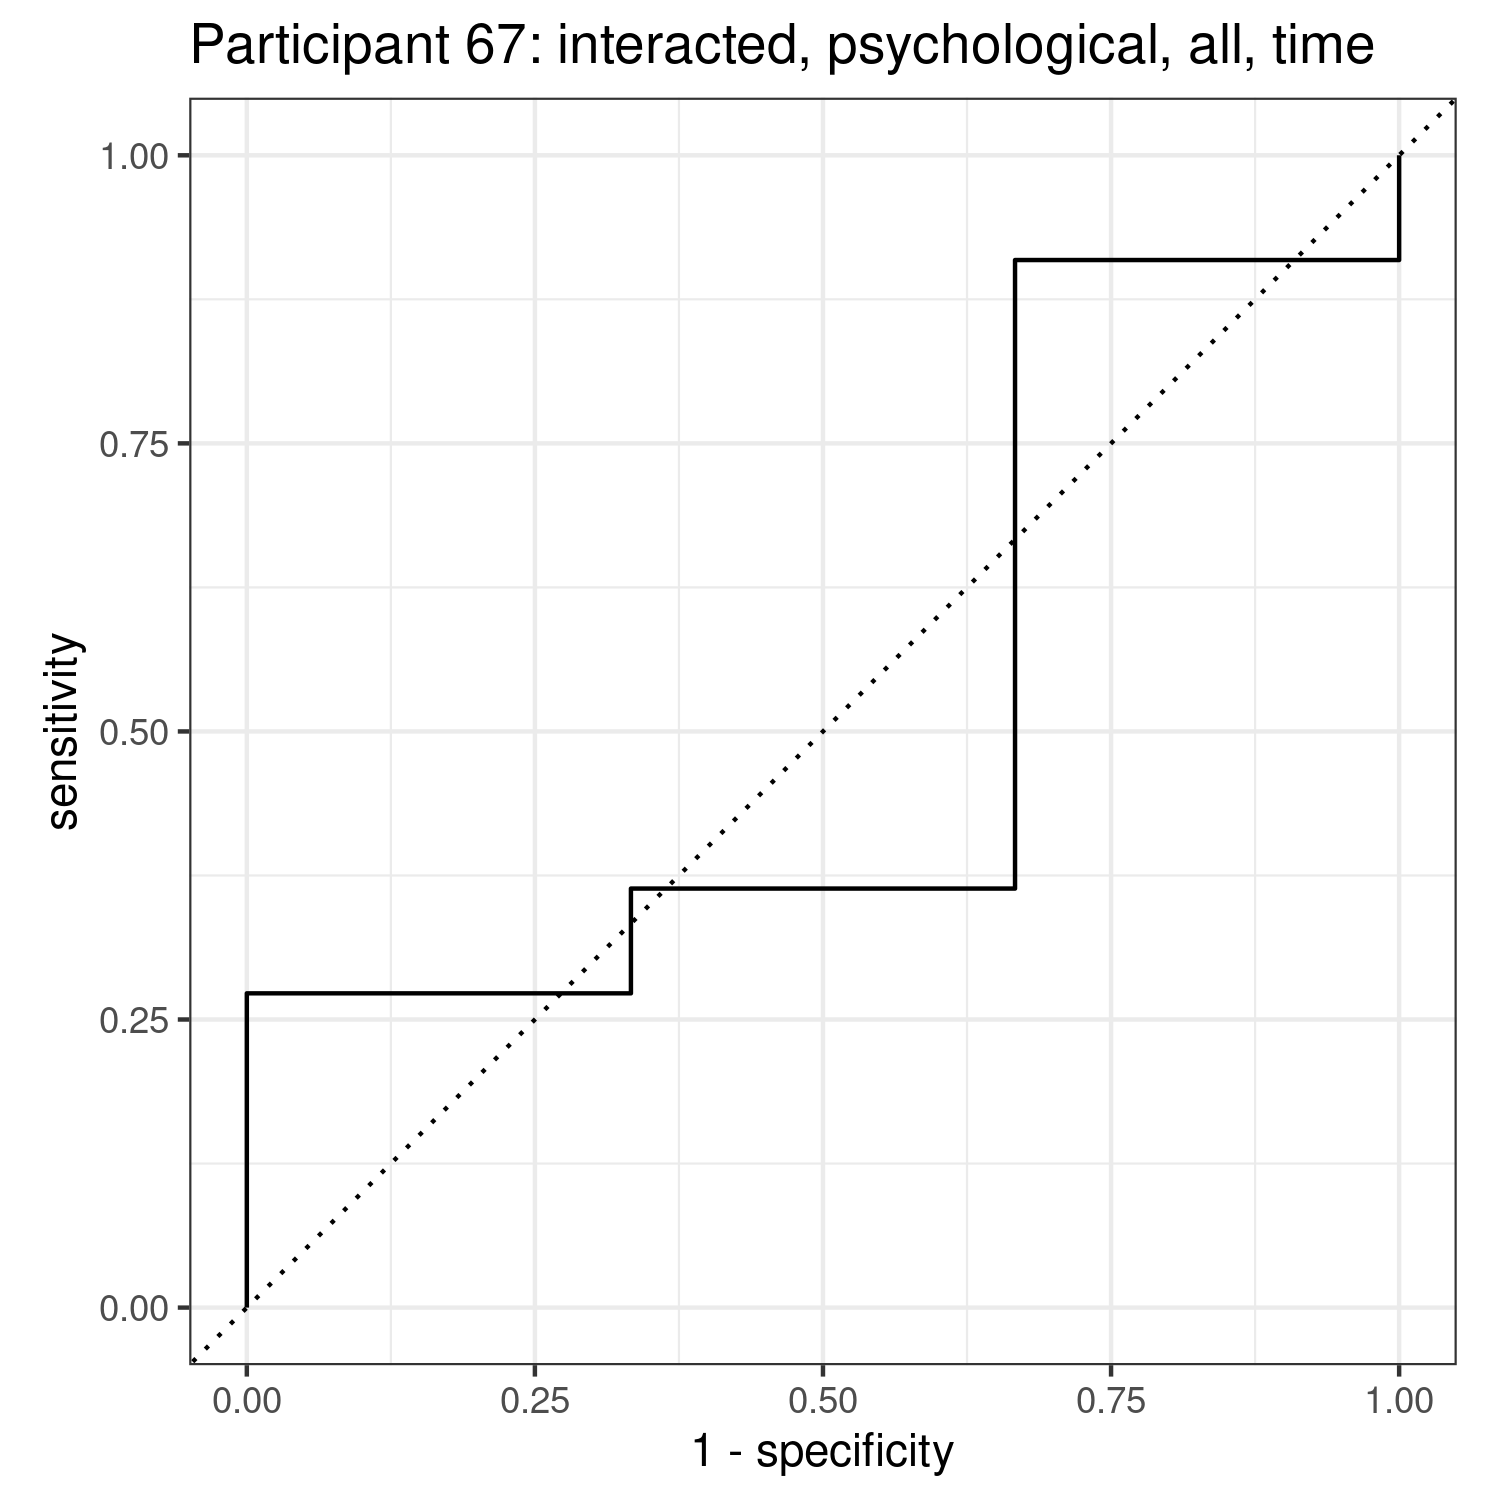 Participant 67: interacted, psychological, all, time
1.00
0.75
0.50
0.25
0.00
sensitivity
0.00 0.25 0.50 0.75 1.00
1 - specificity